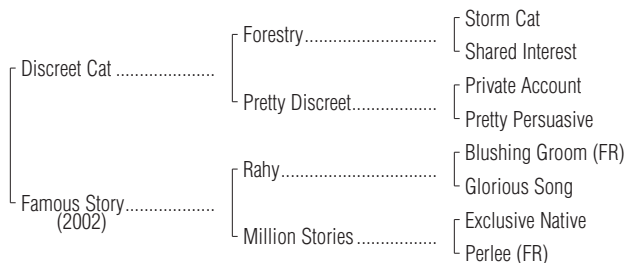 Storm Cat
Forestry
Shared Interest
Discreet Cat
Private Account
Pretty Discreet
Pretty Persuasive
Blushing Groom (FR)
Rahy
Glorious Song
Famous Story
(2002)
Exclusive Native
Million Stories
Perlee (FR)